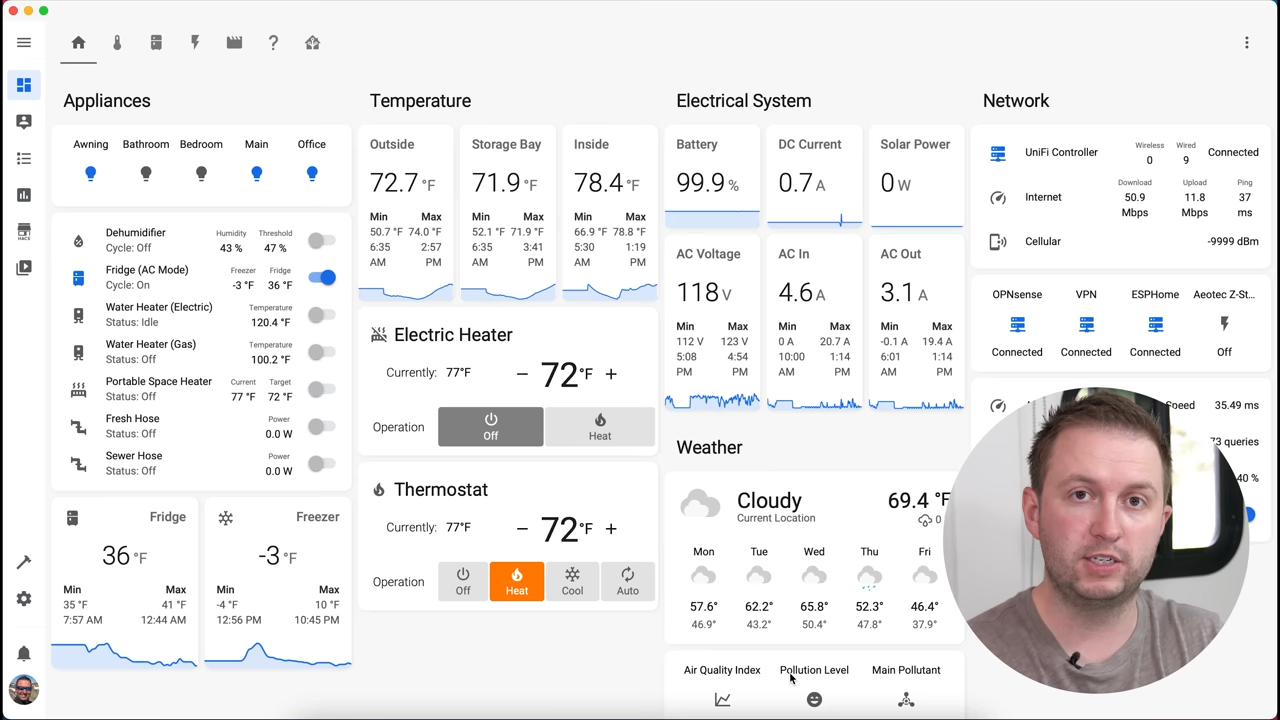 Appliances
Awning Bathroom Bedroom Main Office
Dehumidifier Humidity Threshold
Cycle: Off 43 % 47 %
Fridge (AC Mode) Freezer Fridge
Cycle: On -3 °F 36 °F
Water Heater (Electric) Temperature
Status: Idle 120.4 °F
Water Heater (Gas) Temperature
Status: Off 100.2 °F
Portable Space Heater Current Target
Status: Off 77 °F 72 °F
Fresh Hose Power
Status: Off 0.0 W
Sewer Hose Power
Status: Off 0.0 W
Fridge
36 °F
Min Max
35 °F 41 °F
7:57 AM 12:44 AM
Freezer
-3 °F
Min Max
-4 °F 10 °F
12:56 PM 10:45 PM
HACS
Temperature
Outside
72.7 °F
Min Max
50.7 °F 74.0 °F
6:35 2:57
AM PM
Storage Bay
71.9 °F
Min Max
52.1 °F 71.9 °F
6:35 3:41
AM PM
Inside
78.4 °F
Min Max
66.9 °F 78.8 °F
5:30 1:19
AM PM
Electric Heater
Currently: 77°F − 72°F +
Operation Off Heat
Thermostat
Currently: 77°F − 72°F +
Operation Off Heat Cool Auto
Electrical System
Battery
99.9 %
DC Current
0.7 A
Solar Power
0 W
AC Voltage
118 V
Min Max
112 V 123 V
5:08 4:54
PM PM
AC In
4.6 A
Min Max
0 A 20.7 A
10:00 1:14
AM PM
AC Out
3.1 A
Min Max
-0.1 A 19.4 A
6:01 1:14
AM PM
Weather
Cloudy 69.4 °F
Current Location 0
Mon Tue Wed Thu Fri
57.6° 62.2° 65.8° 52.3° 46.4°
46.9° 43.2° 50.4° 47.8° 37.9°
Air Quality Index Pollution Level Main Pollutant
Network
UniFi Controller Wireless Wired Connected
0 9
Internet Download Upload Ping
50.9 11.8 37
Mbps Mbps ms
Cellular -9999 dBm
OPNsense VPN ESPHome Aeotec Z-St...
Connected Connected Connected Off
Speed 35.49 ms
queries
40 %